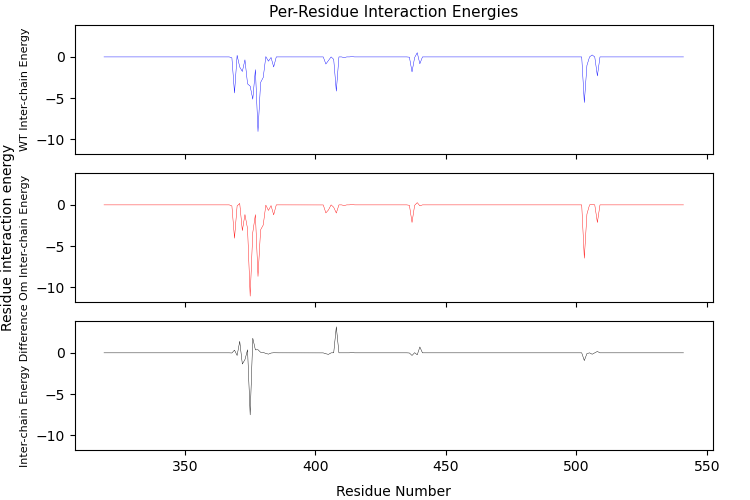 Per-Residue Interaction Energies
Residue interaction energy
WT Inter-chain Energy
0
−5
−10
Om Inter-chain Energy
0
−5
−10
Inter-chain Energy Difference
0
−5
−10
350
400
450
500
550
Residue Number